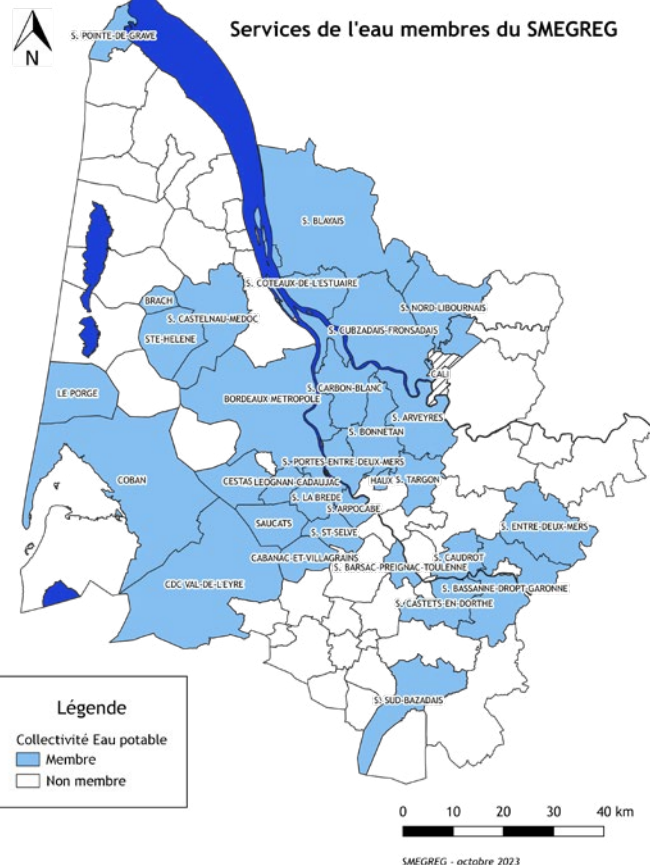 Services de l'eau membres du SMEGREG
N
S. POINTE-DE-GRAVE
S. BLAYAIS
S. COTEAUX-DE-L'ESTUAIRE
BRACH
S. NORD-LIBOURNAIS
S. CASTELNAU-MEDOC
S. CUBZADAIS-FRONSADAIS
STE-HELENE
CALI
LE PORGE
S. CARBON-BLANC
BORDEAUX METROPOLE
S. ARVEYRES
S. BONNETAN
S. PORTES-ENTRE-DEUX-MERS
COBAN
CESTAS
LEOGNAN-CADAUJAC
HAUX
S. TARGON
S. LA BREDE
S. ARPOCABE
SAUCATS
S. ENTRE-DEUX-MERS
S. ST-SELVE
CABANAC-ET-VILLAGRAINS
S. CAUDROT
S. BARSAC-PREIGNAC-TOULENNE
CDC VAL-DE-L'EYRE
S. BASSANNE-DROPT-GARONNE
S. CASTETS-EN-DORTHE
S. SUD-BAZADAIS
Légende
Collectivité Eau potable
Membre
Non membre
0 10 20 30 40 km
SMEGREG - octobre 2023